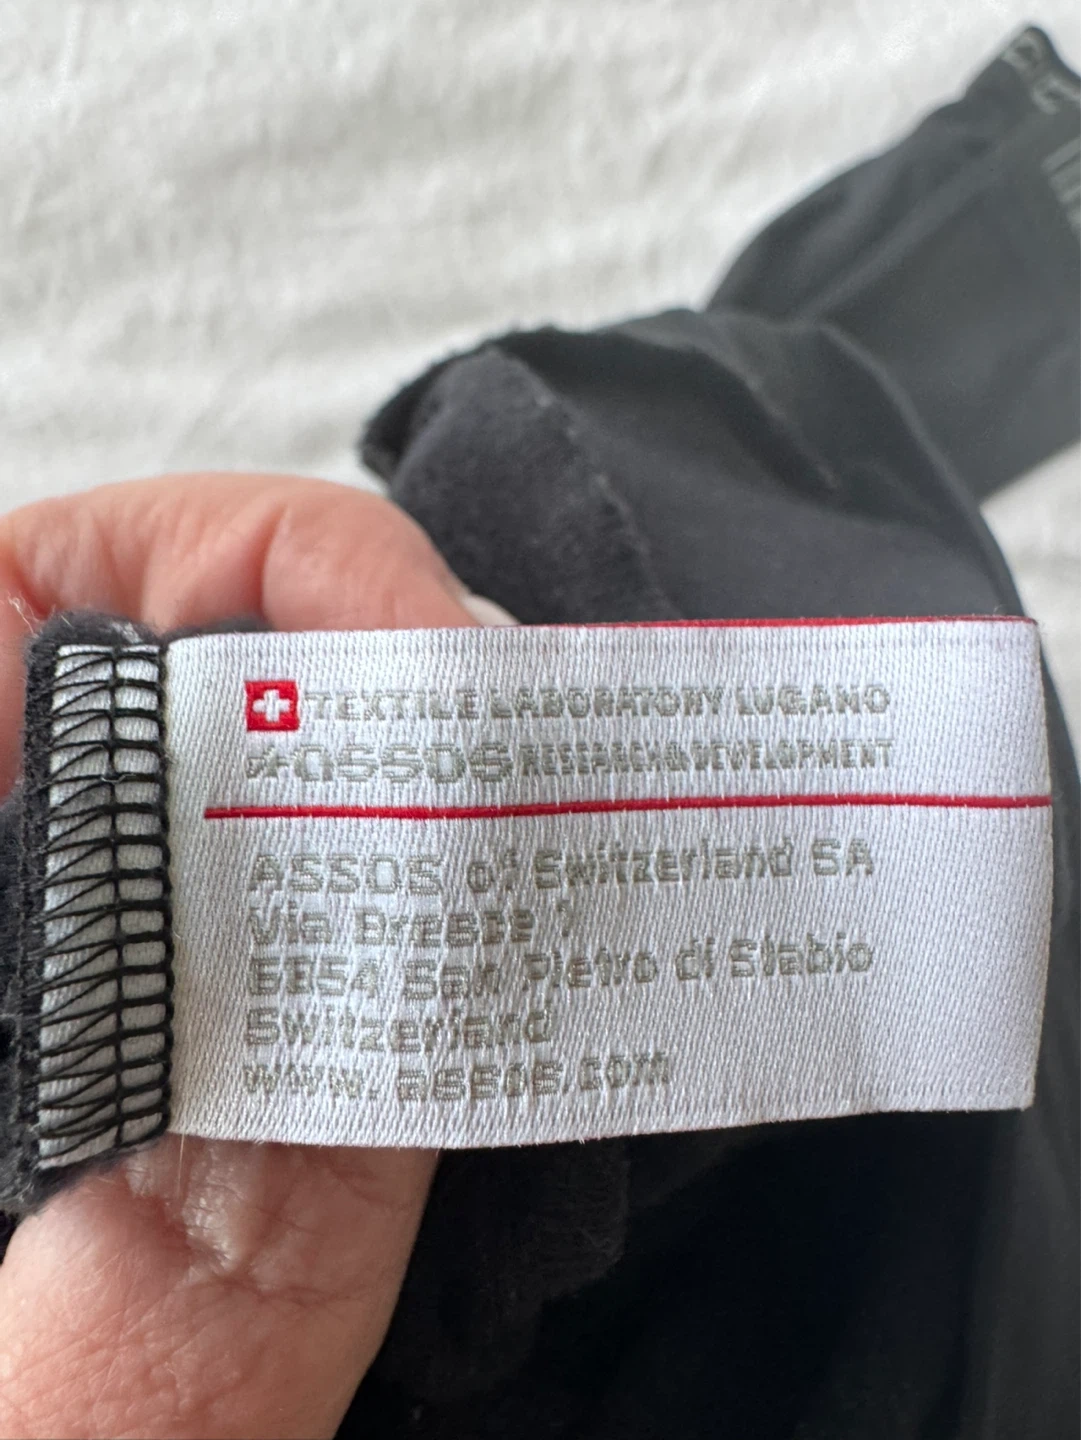 TEXTILE LABORATORY LUGANO
assos RESEARCH&DEVELOPMENT
ASSOS of Switzerland SA
Via Bresce 1
6854 San Pietro di Stabio
Switzerland
www.assos.com